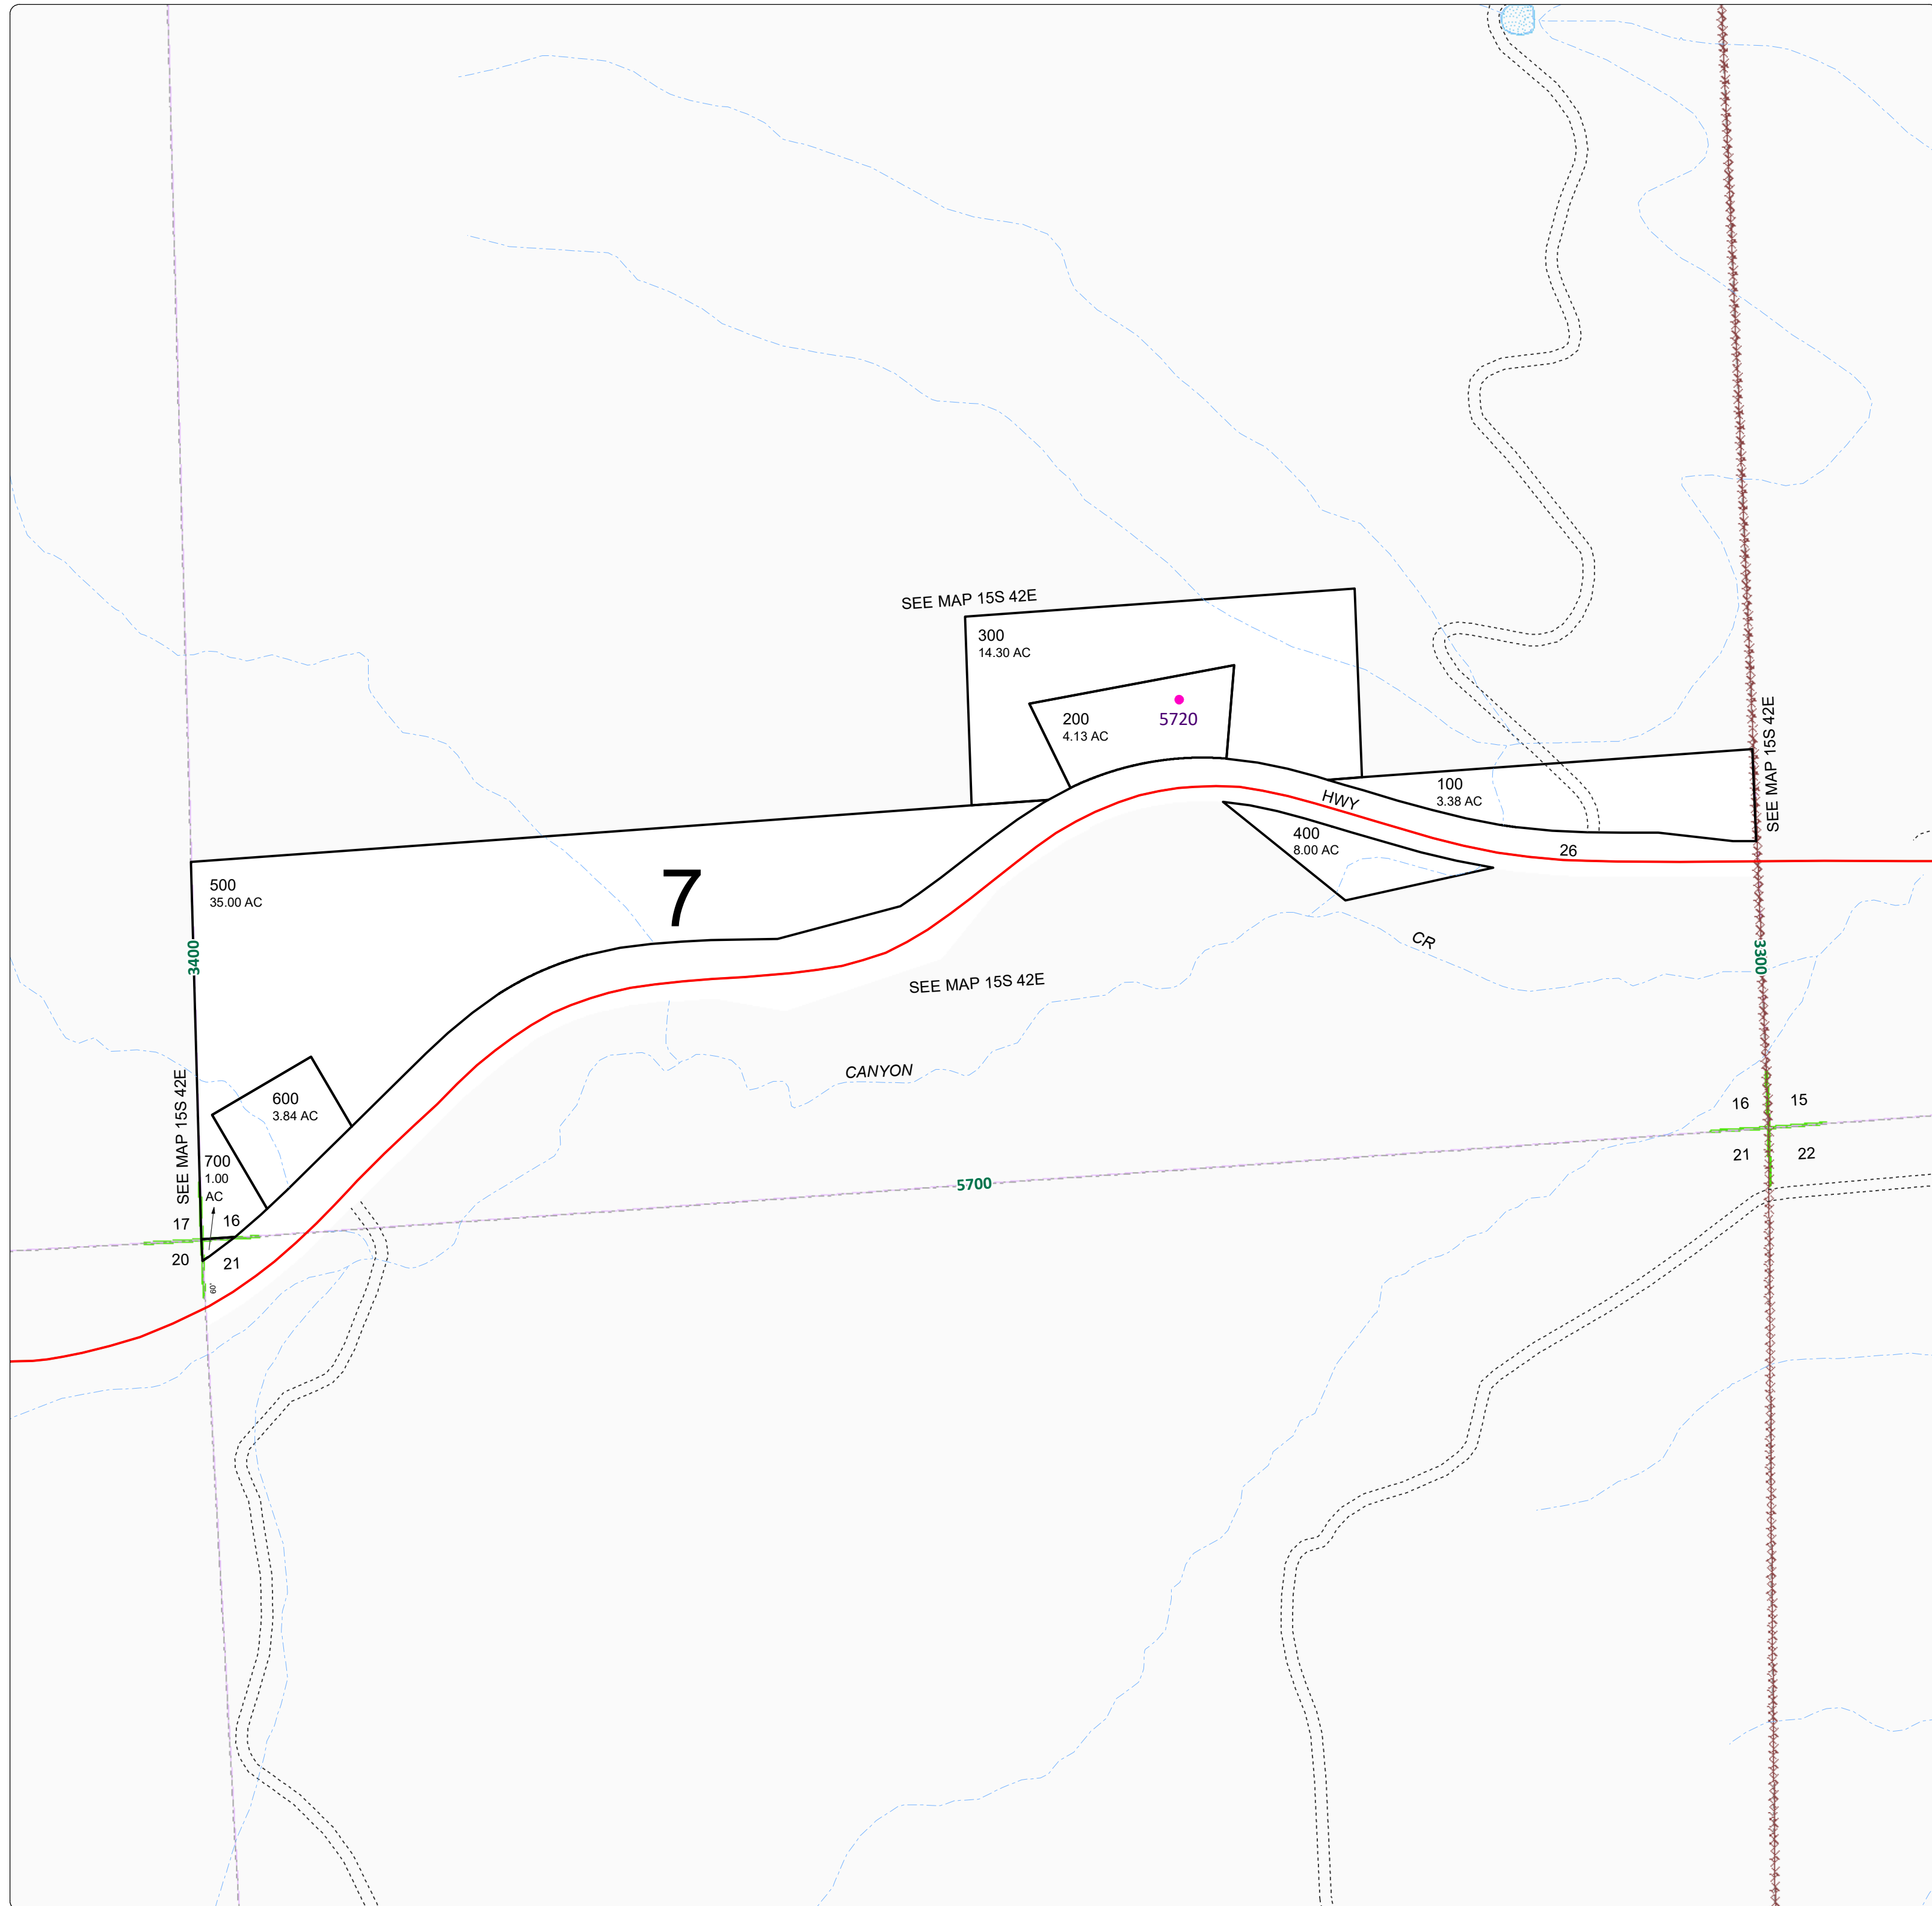 SEE MAP 15S 42E
300
14.30 AC
200
4.13 AC
5720
SEE MAP 15S 42E
100
3.38 AC
HWY
400
8.00 AC
26
7
500
35.00 AC
3400
3300
CR
SEE MAP 15S 42E
CANYON
SEE MAP 15S 42E
600
3.84 AC
700
1.00
AC
16
15
21
22
5700
17
16
20
21
60'